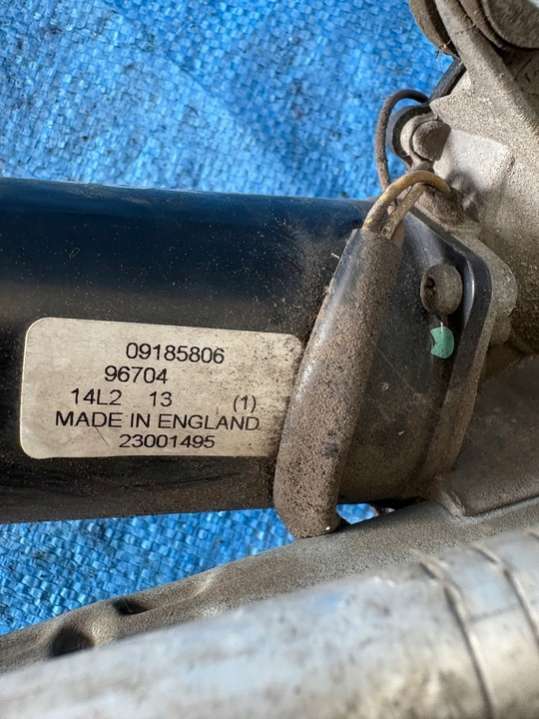 09185806
96704
14L2 13 (1)
MADE IN ENGLAND
23001495